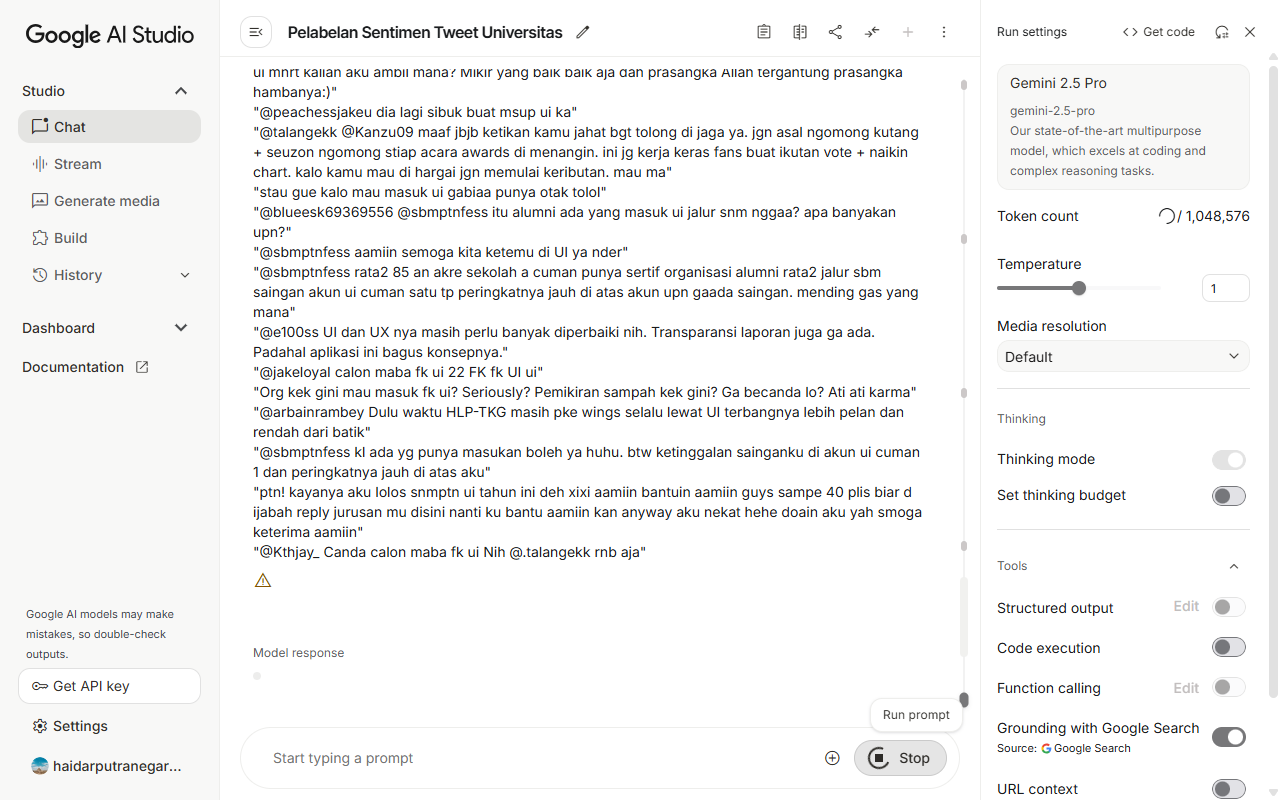 Google AI Studio
Studio
Chat
Stream
Generate media
Build
History
Dashboard
Documentation
Google AI models may make
mistakes, so double-check
outputs.
Get API key
Settings
haidarputranegar...
Pelabelan Sentimen Tweet Universitas
ui mnrt kalian aku ambil mana? Mikir yang baik baik aja dan prasangka Allah tergantung prasangka
hambanya:)"
"@peachessjakeu dia lagi sibuk buat msup ui ka"
"@talangekk @Kanzu09 maaf jbjb ketikan kamu jahat bgt tolong di jaga ya. jgn asal ngomong kutang
+ seuzon ngomong stiap acara awards di menangin. ini jg kerja keras fans buat ikutan vote + naikin
chart. kalo kamu mau di hargai jgn memulai keributan. mau ma"
"stau gue kalo mau masuk ui gabiaa punya otak tolol"
"@blueesk69369556 @sbmptnfess itu alumni ada yang masuk ui jalur snm nggaa? apa banyakan
upn?"
"@sbmptnfess aamiin semoga kita ketemu di UI ya nder"
"@sbmptnfess rata2 85 an akre sekolah a cuman punya sertif organisasi alumni rata2 jalur sbm
saingan akun ui cuman satu tp peringkatnya jauh di atas akun upn gaada saingan. mending gas yang
mana"
"@e100ss UI dan UX nya masih perlu banyak diperbaiki nih. Transparansi laporan juga ga ada.
Padahal aplikasi ini bagus konsepnya."
"@jakeloyal calon maba fk ui 22 FK fk UI ui"
"Org kek gini mau masuk fk ui? Seriously? Pemikiran sampah kek gini? Ga becanda lo? Ati ati karma"
"@arbainrambey Dulu waktu HLP-TKG masih pke wings selalu lewat UI terbangnya lebih pelan dan
rendah dari batik"
"@sbmptnfess kl ada yg punya masukan boleh ya huhu. btw ketinggalan sainganku di akun ui cuman
1 dan peringkatnya jauh di atas aku"
"ptn! kayanya aku lolos snmptn ui tahun ini deh xixi aamiin bantuin aamiin guys sampe 40 plis biar d
ijabah reply jurusan mu disini nanti ku bantu aamiin kan anyway aku nekat hehe doain aku yah smoga
keterima aamiin"
"@Kthjay_ Canda calon maba fk ui Nih @.talangekk rnb aja"
Model response
Run prompt
Start typing a prompt
Stop
Run settings
Get code
Gemini 2.5 Pro
gemini-2.5-pro
Our state-of-the-art multipurpose
model, which excels at coding and
complex reasoning tasks.
Token count
/ 1,048,576
Temperature
1
Media resolution
Default
Thinking
Thinking mode
Set thinking budget
Tools
Structured output
Edit
Code execution
Function calling
Edit
Grounding with Google Search
Source: Google Search
URL context